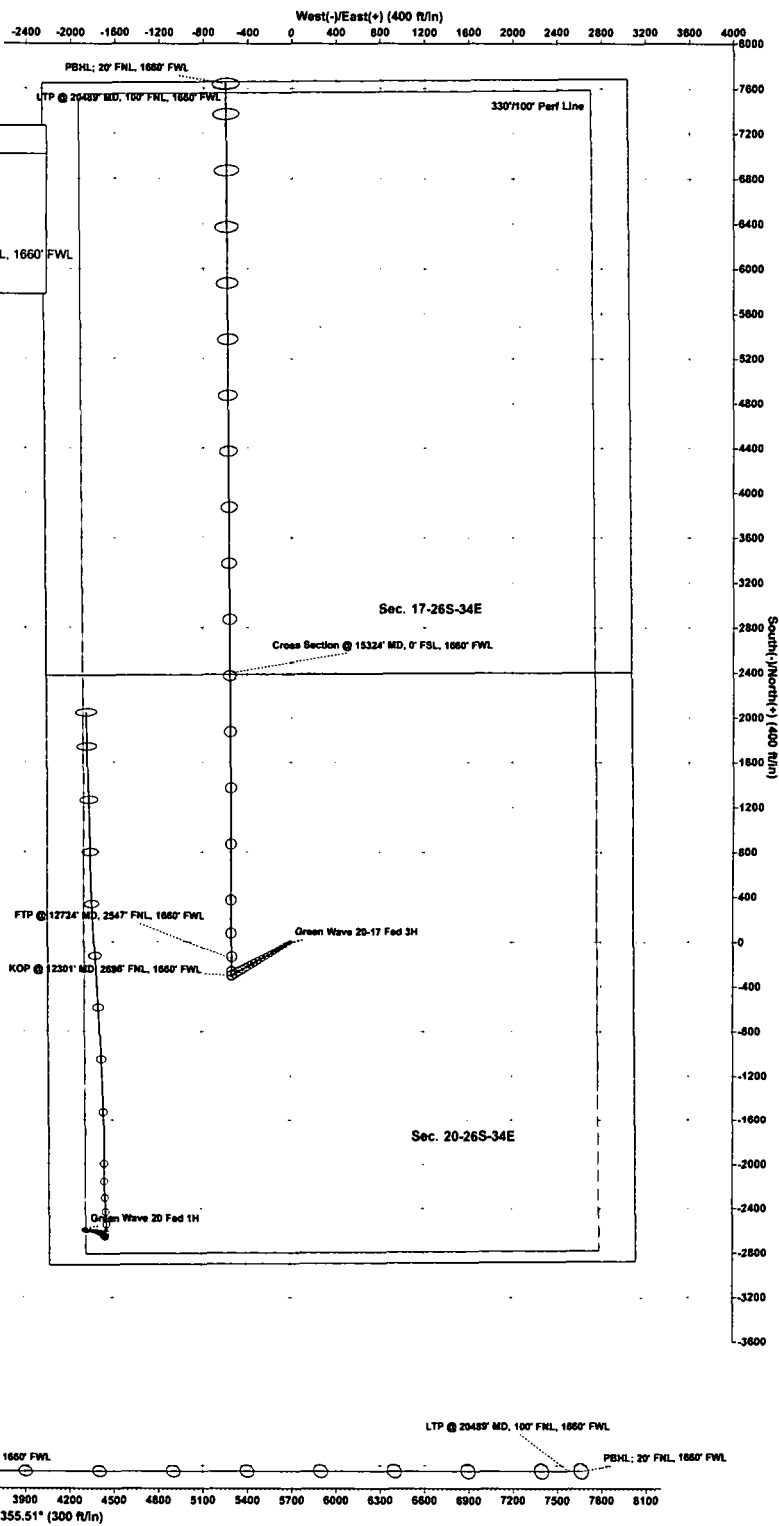 West(-)/East(+) (400 ft/in)
-2400 -2000 -1600 -1200 -800 -400 0 400 800 1200 1600 2000 2400 2800 3200 3600 4000
8000
PBHL; 20' FNL, 1660' FWL
7600
LTP @ 20489' MD, 100' FNL, 1660' FWL
330'/100' Perf Line
7200
6800
6400
L, 1660' FWL
6000
5600
5200
4800
4400
4000
3600
3200
Sec. 17-26S-34E
2800
Cross Section @ 15324' MD, 0' FSL, 1660' FWL
2400
South(-)/North(+) (400 ft/in)
2000
1600
1200
800
400
FTP @ 12724' MD, 2547' FNL, 1660' FWL
Green Wave 20-17 Fed 3H
0
KOP @ 12301' MD, 2696' FNL, 1660' FWL
-400
-800
-1200
-1600
Sec. 20-26S-34E
-2000
-2400
Green Wave 20 Fed 1H
-2800
-3200
-3600
LTP @ 20489' MD, 100' FNL, 1660' FWL
1660' FWL
PBHL; 20' FNL, 1660' FWL
3900 4200 4500 4800 5100 5400 5700 6000 6300 6600 6900 7200 7500 7800 8100
355.51° (300 ft/in)